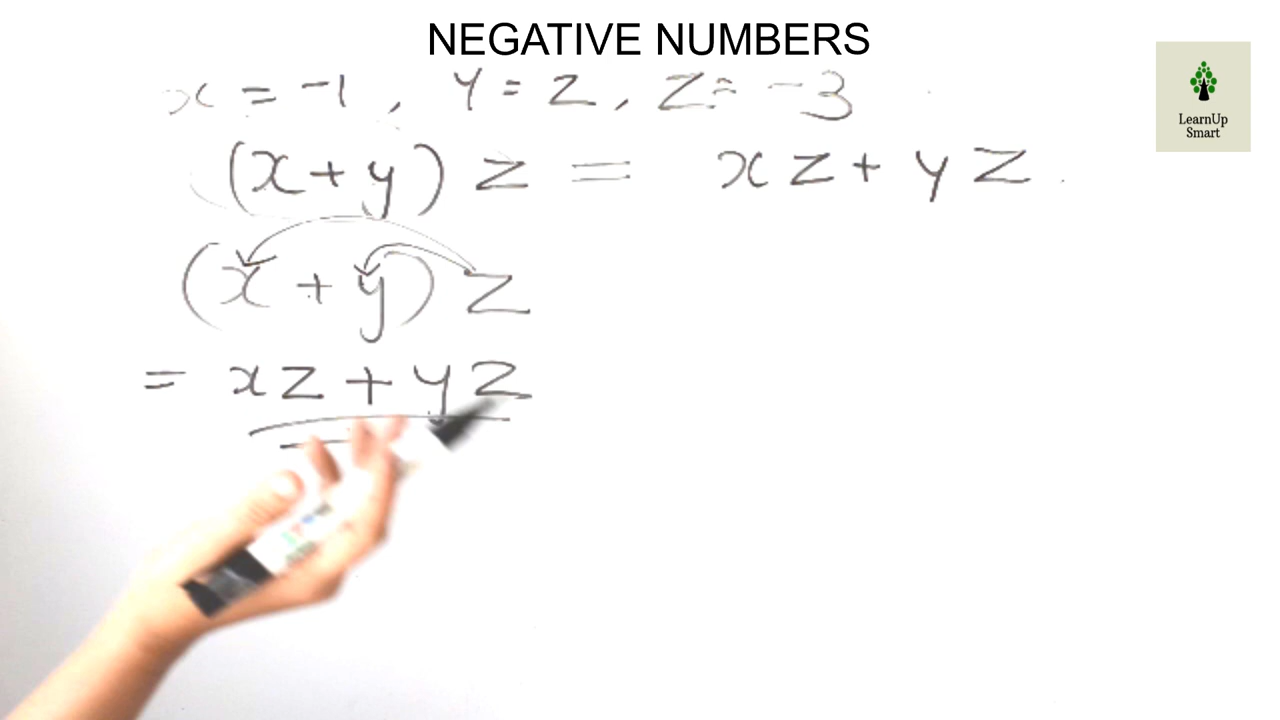 NEGATIVE NUMBERS
x = -1, y = 2, z = -3
(x + y) z = xz + yz
(x + y) z
= xz + yz
LearnUp
Smart